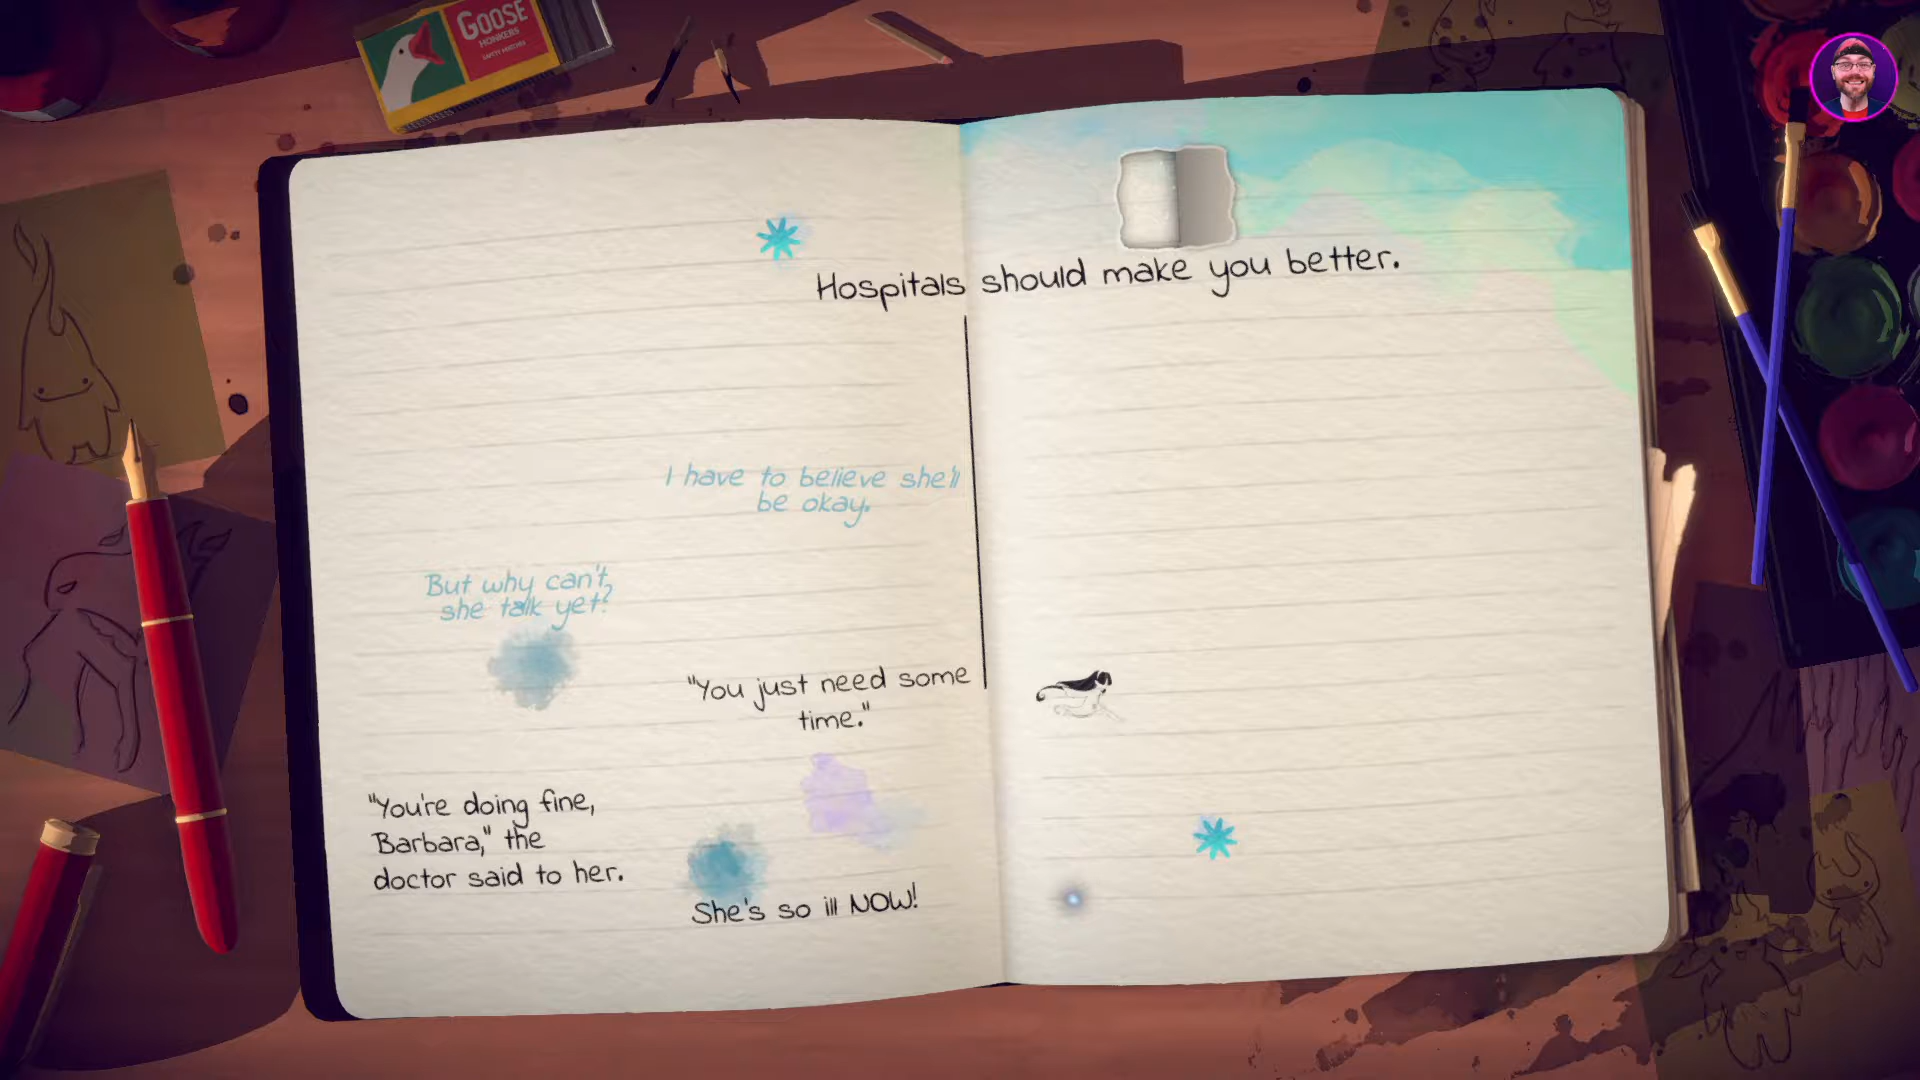 GOOSE
HONKERS
SAFETY MATCHES
Hospitals should make you better.
I have to believe she'll
be okay.
But why can't
she talk yet?
"You just need some
time."
"You're doing fine,
Barbara," the
doctor said to her.
She's so ill NOW!